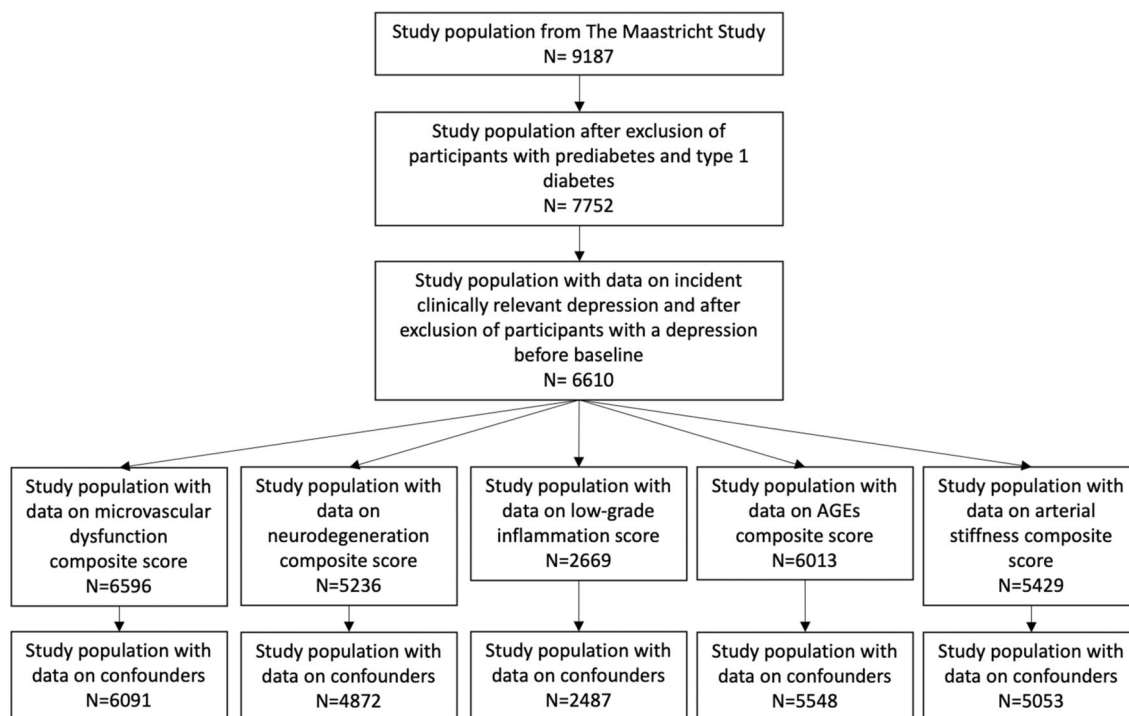 Study population from The Maastricht Study
N= 9187
Study population after exclusion of
participants with prediabetes and type 1
diabetes
N= 7752
Study population with data on incident
clinically relevant depression and after
exclusion of participants with a depression
before baseline
N= 6610
Study population with
data on microvascular
dysfunction
composite score
N=6596
Study population with
data on
neurodegeneration
composite score
N=5236
Study population with
data on low-grade
inflammation score
N=2669
Study population with
data on AGEs
composite score
N=6013
Study population with
data on arterial
stiffness composite
score
N=5429
Study population with
data on confounders
N=6091
Study population with
data on confounders
N=4872
Study population with
data on confounders
N=2487
Study population with
data on confounders
N=5548
Study population with
data on confounders
N=5053